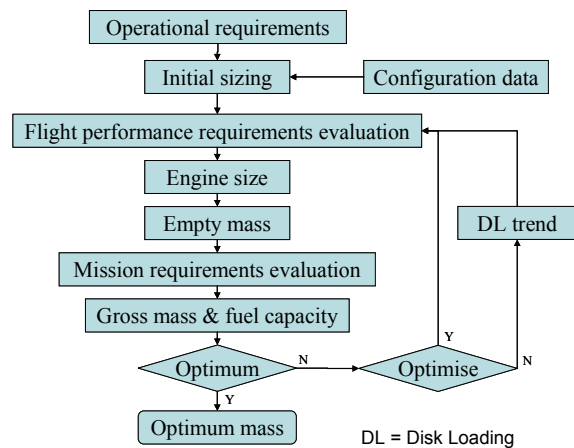 Operational requirements
Initial sizing
Configuration data
Flight performance requirements evaluation
Engine size
Empty mass
DL trend
Mission requirements evaluation
Gross mass & fuel capacity
Optimum
N
Optimise
Y
N
Y
Optimum mass
DL = Disk Loading